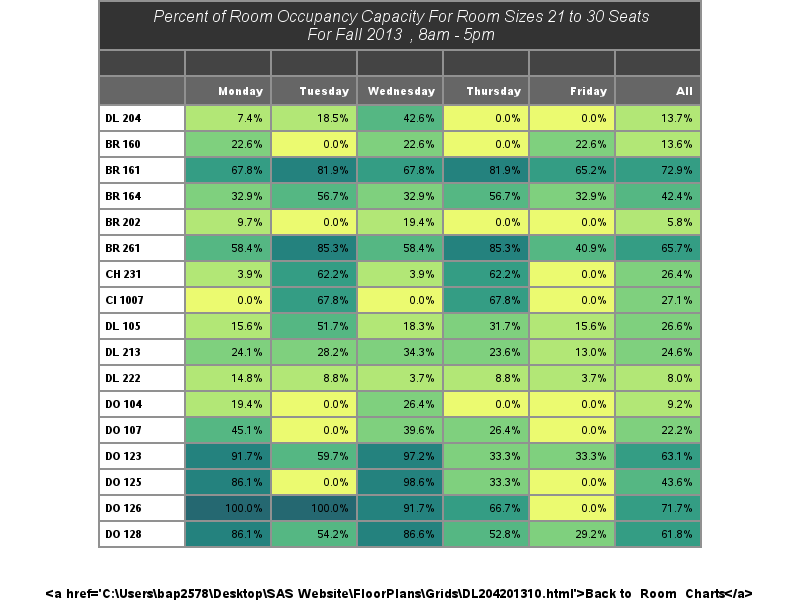 Percent of Room Occupancy Capacity For Room Sizes 21 to 30 Seats
For Fall 2013 , 8am - 5pm
Monday Tuesday Wednesday Thursday Friday All
DL 204 7.4% 18.5% 42.6% 0.0% 0.0% 13.7%
BR 160 22.6% 0.0% 22.6% 0.0% 22.6% 13.6%
BR 161 67.8% 81.9% 67.8% 81.9% 65.2% 72.9%
BR 164 32.9% 56.7% 32.9% 56.7% 32.9% 42.4%
BR 202 9.7% 0.0% 19.4% 0.0% 0.0% 5.8%
BR 261 58.4% 85.3% 58.4% 85.3% 40.9% 65.7%
CH 231 3.9% 62.2% 3.9% 62.2% 0.0% 26.4%
CI 1007 0.0% 67.8% 0.0% 67.8% 0.0% 27.1%
DL 105 15.6% 51.7% 18.3% 31.7% 15.6% 26.6%
DL 213 24.1% 28.2% 34.3% 23.6% 13.0% 24.6%
DL 222 14.8% 8.8% 3.7% 8.8% 3.7% 8.0%
DO 104 19.4% 0.0% 26.4% 0.0% 0.0% 9.2%
DO 107 45.1% 0.0% 39.6% 26.4% 0.0% 22.2%
DO 123 91.7% 59.7% 97.2% 33.3% 33.3% 63.1%
DO 125 86.1% 0.0% 98.6% 33.3% 0.0% 43.6%
DO 126 100.0% 100.0% 91.7% 66.7% 0.0% 71.7%
DO 128 86.1% 54.2% 86.6% 52.8% 29.2% 61.8%
<a href='C:\Users\bap2578\Desktop\SAS Website\FloorPlans\Grids\DL204201310.html'>Back to Room Charts</a>